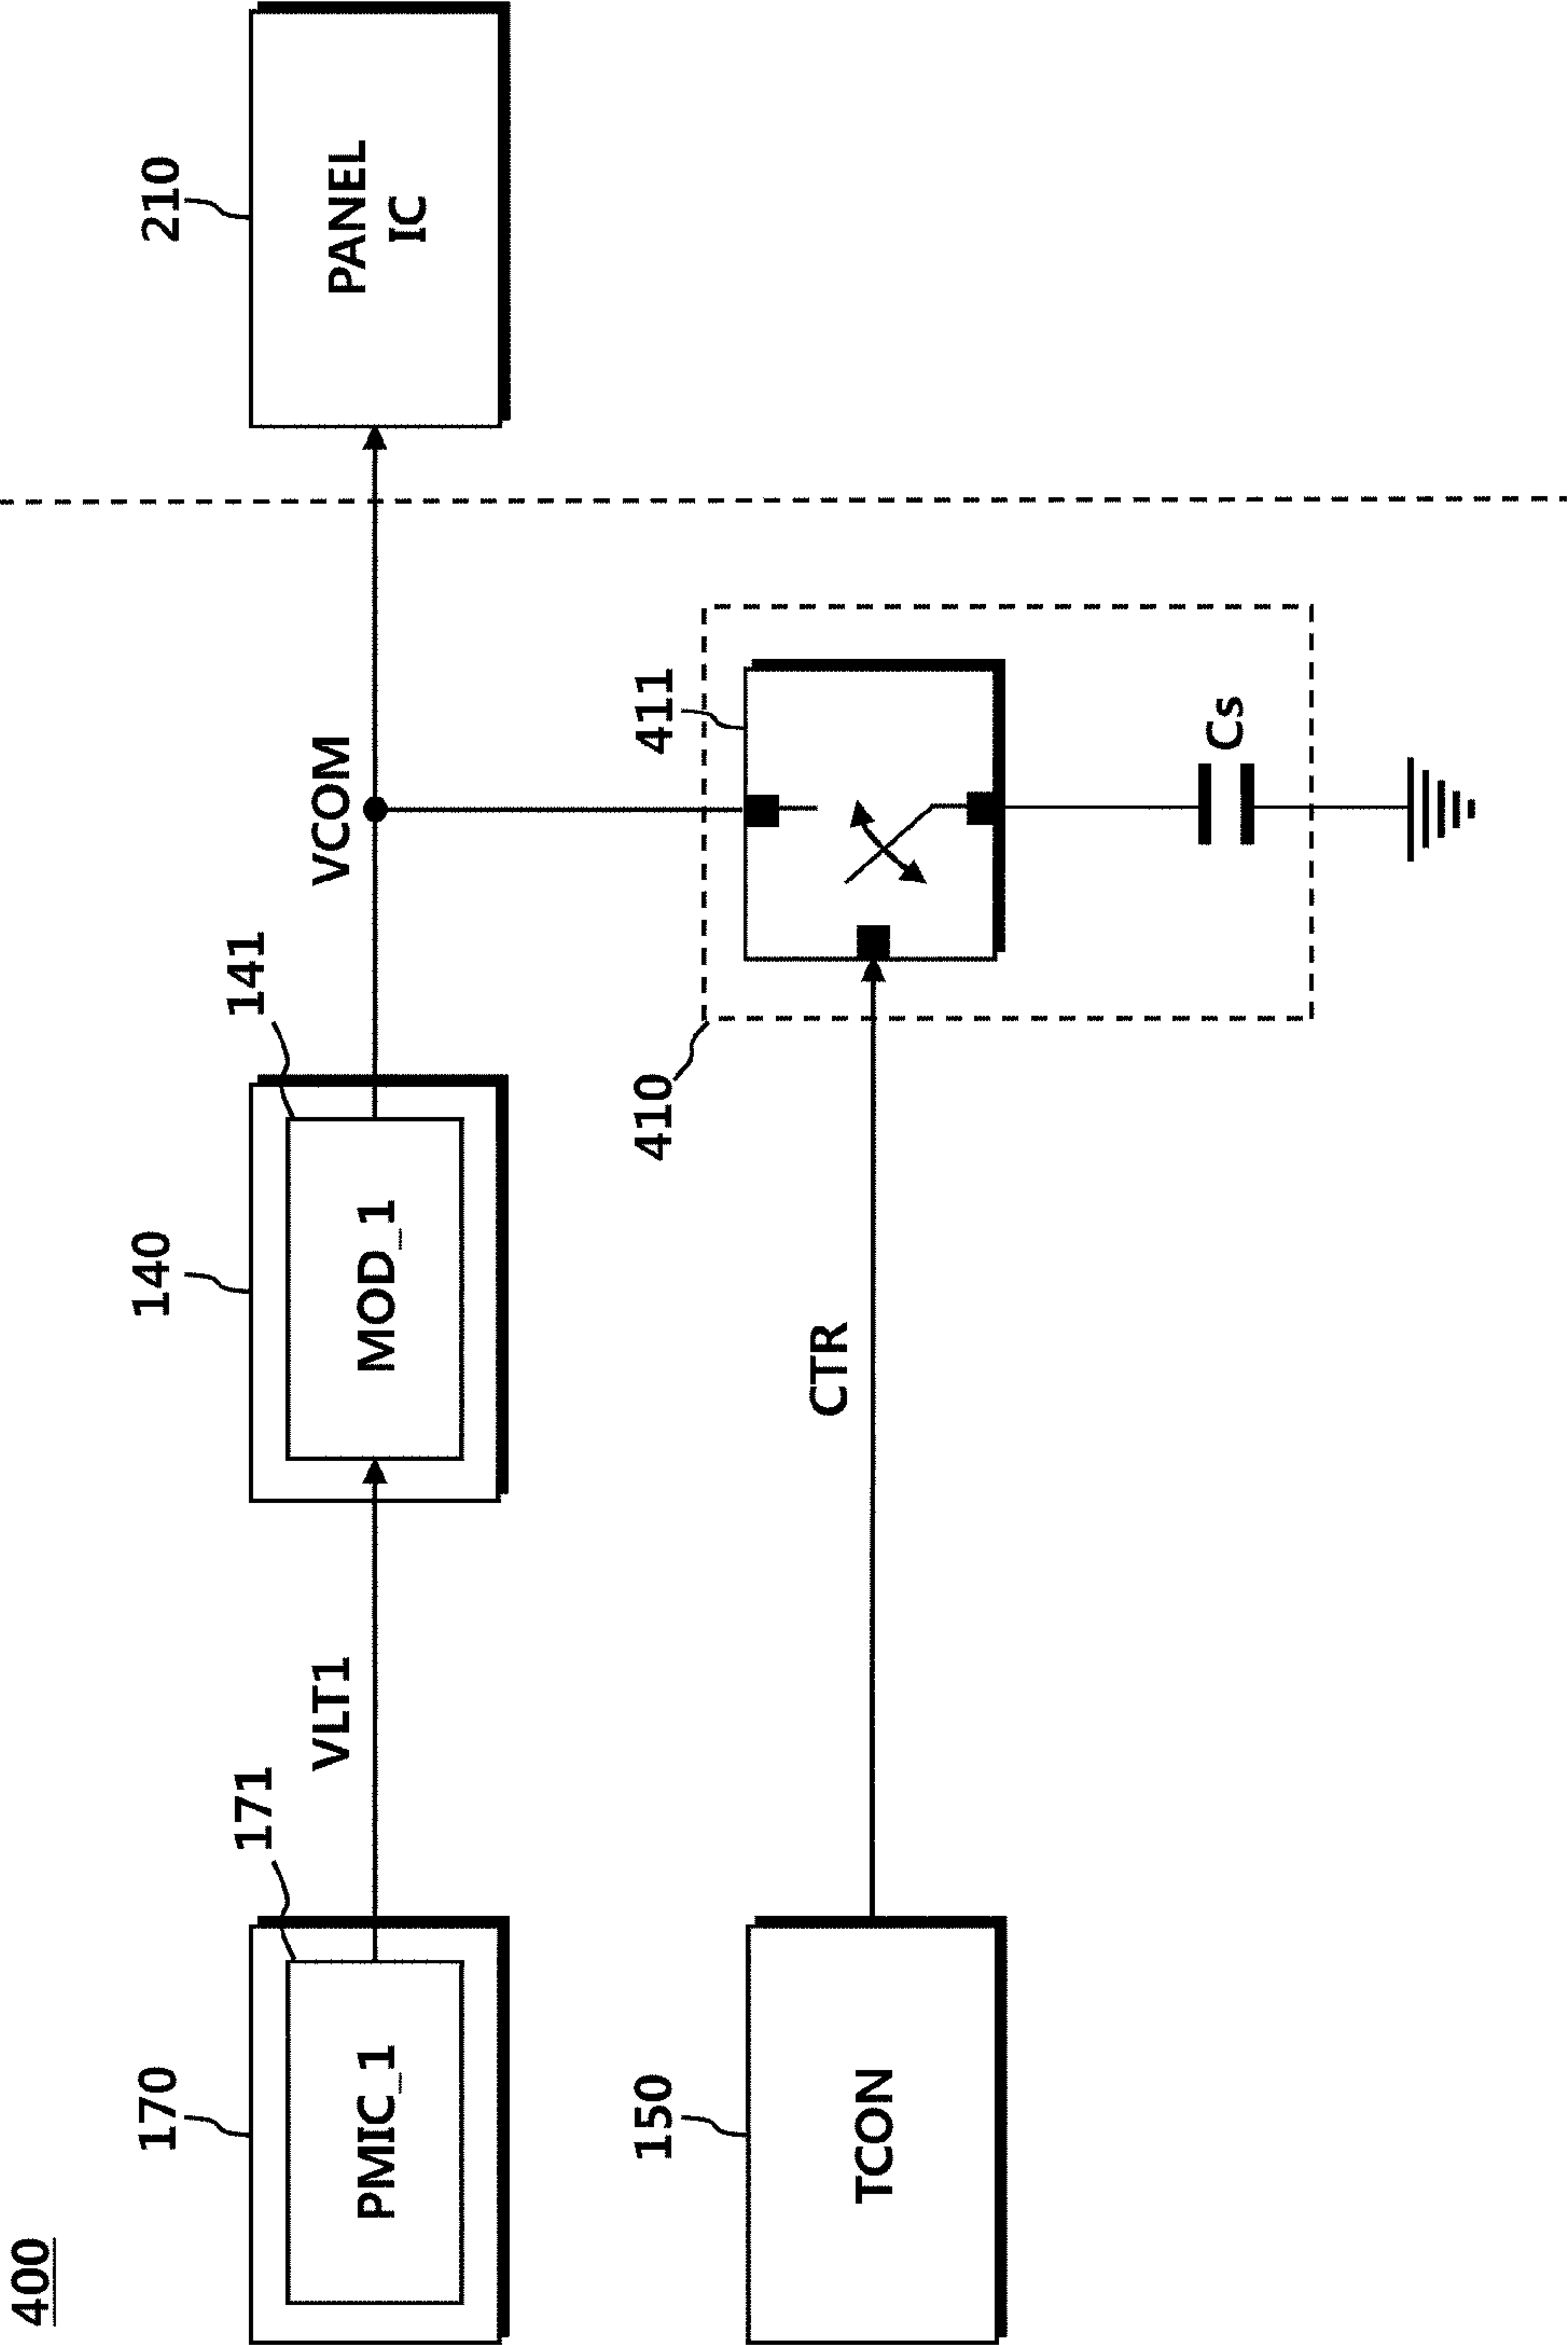 400
170
171
PMIC_1
VLT1
140
141
MOD_1
VCOM
210
PANEL
IC
150
TCON
CTR
410
411
Cs